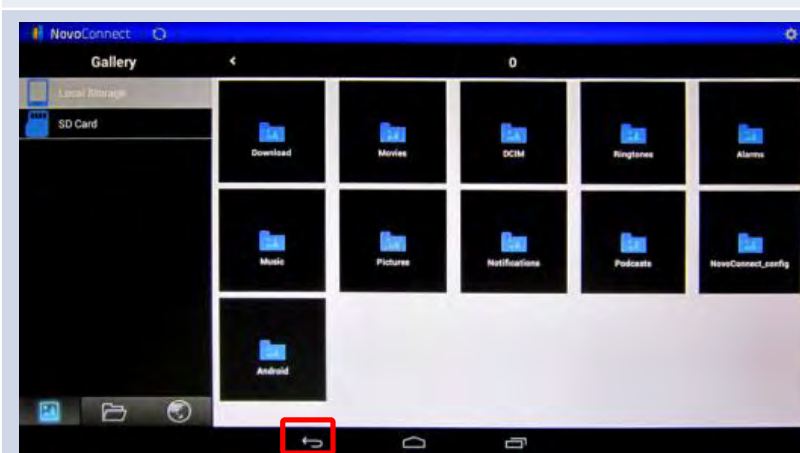 NovoConnect
Gallery
<
0
Local Storage
SD Card
Download
Movies
DCIM
Ringtones
Alarms
Music
Pictures
Notifications
Podcasts
NovoConnect_config
Android